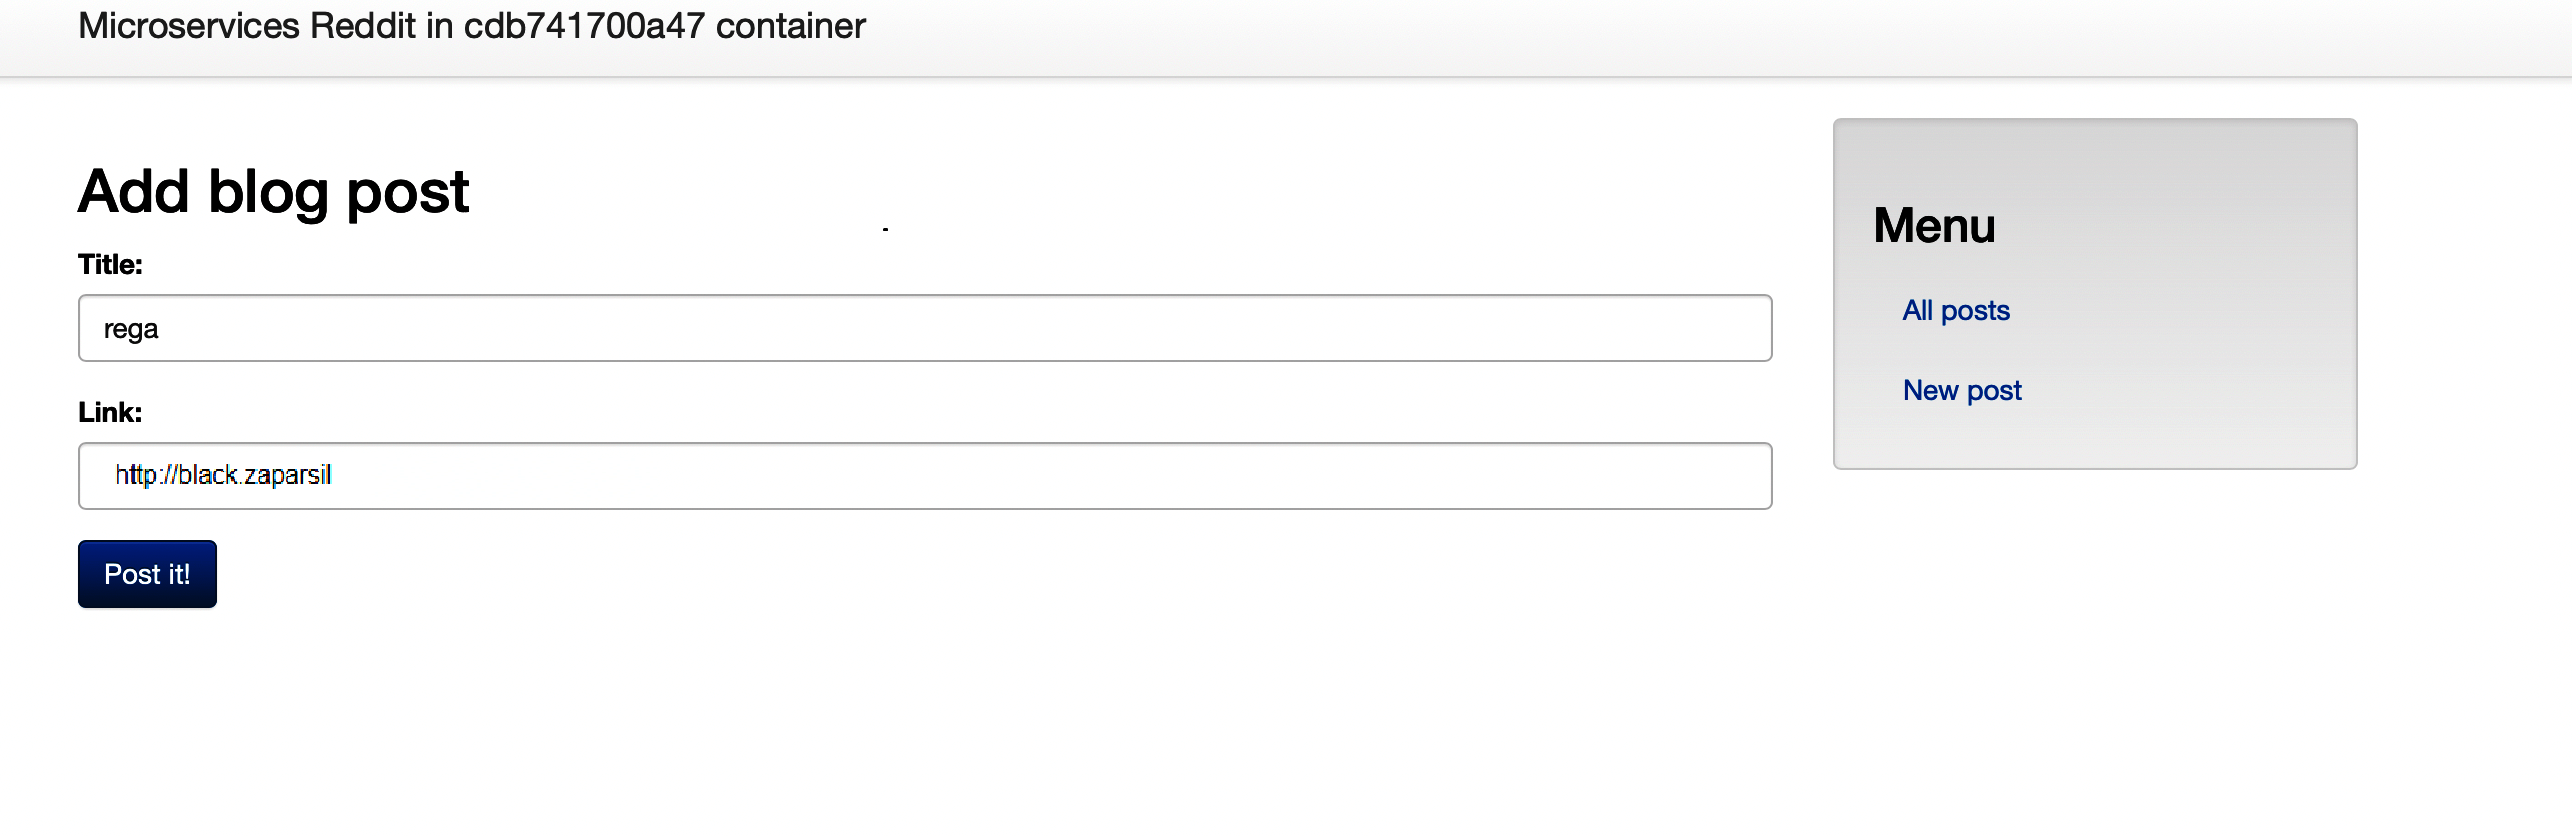 Microservices Reddit in cdb741700a47 container
Add blog post
Title:
rega
Link:
http://black.zaparsil
Post it!
Menu
All posts
New post